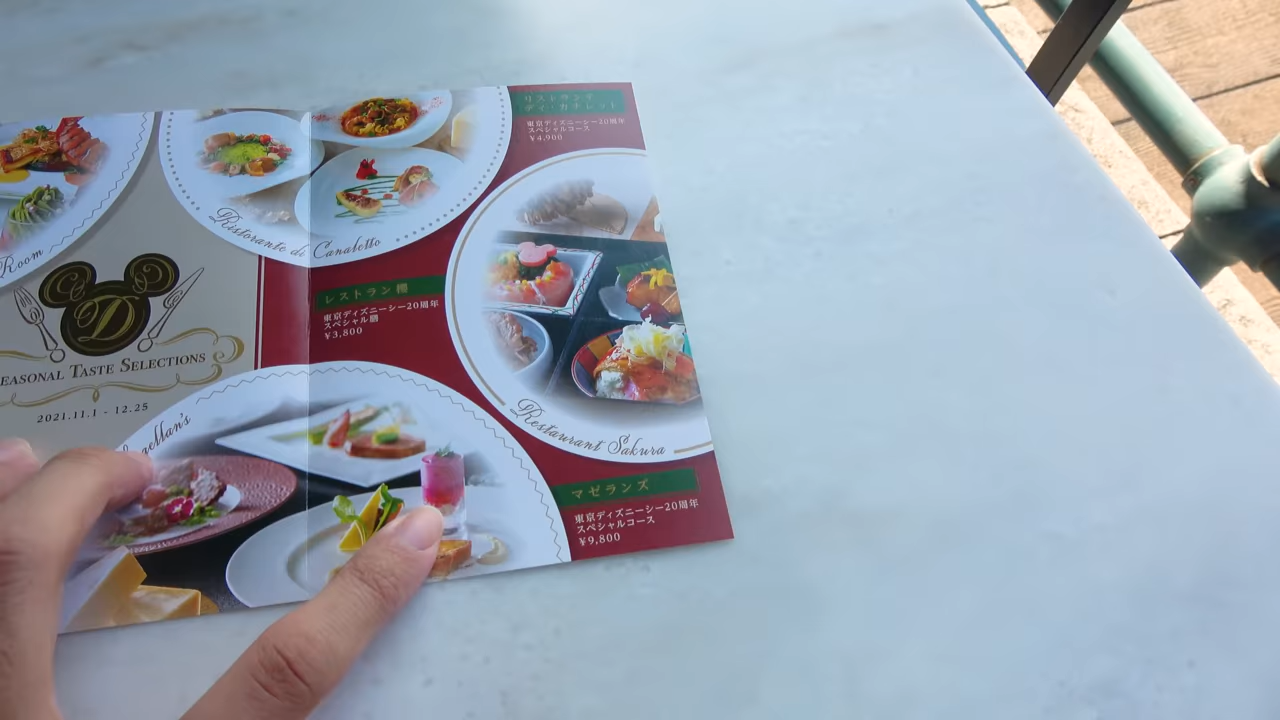 Room
Ristorante di Canaletto
リストランテ
ディ・カナレット
東京ディズニーシー20周年
スペシャルコース
¥4,900
レストラン櫻
東京ディズニーシー20周年
スペシャル膳
¥3,800
D
EASONAL TASTE SELECTIONS
2021.11.1 - 12.25
Restaurant Sakura
gellan's
マゼランズ
東京ディズニーシー20周年
スペシャルコース
¥9,800